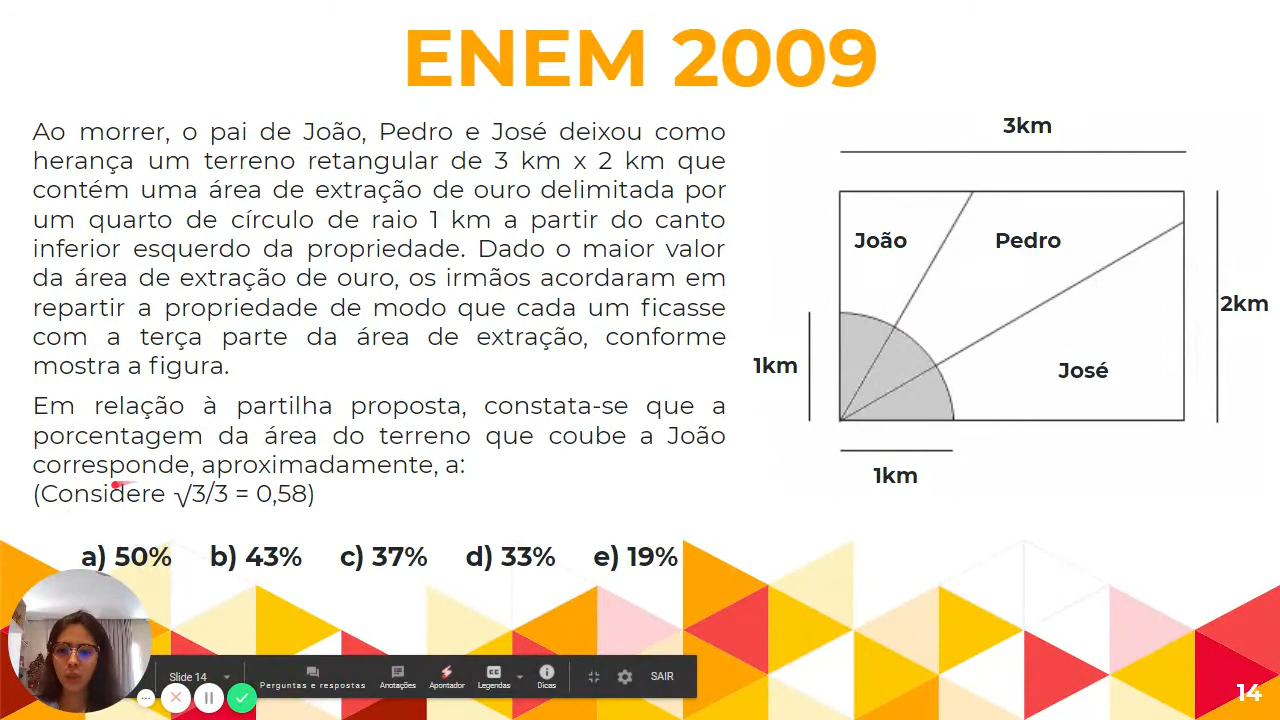 ENEM 2009
Ao morrer, o pai de João, Pedro e José deixou como
herança um terreno retangular de 3 km x 2 km que
contém uma área de extração de ouro delimitada por
um quarto de círculo de raio 1 km a partir do canto
inferior esquerdo da propriedade. Dado o maior valor
da área de extração de ouro, os irmãos acordaram em
repartir a propriedade de modo que cada um ficasse
com a terça parte da área de extração, conforme
mostra a figura.
Em relação à partilha proposta, constata-se que a
porcentagem da área do terreno que coube a João
corresponde, aproximadamente, a:
(Considere √3/3 = 0,58)
a) 50% b) 43% c) 37% d) 33% e) 19%
3km
João
Pedro
2km
1km
José
1km
Slide 14
Perguntas e respostas
Anotações
Apontador
CC
Legendas
Dicas
SAIR
14